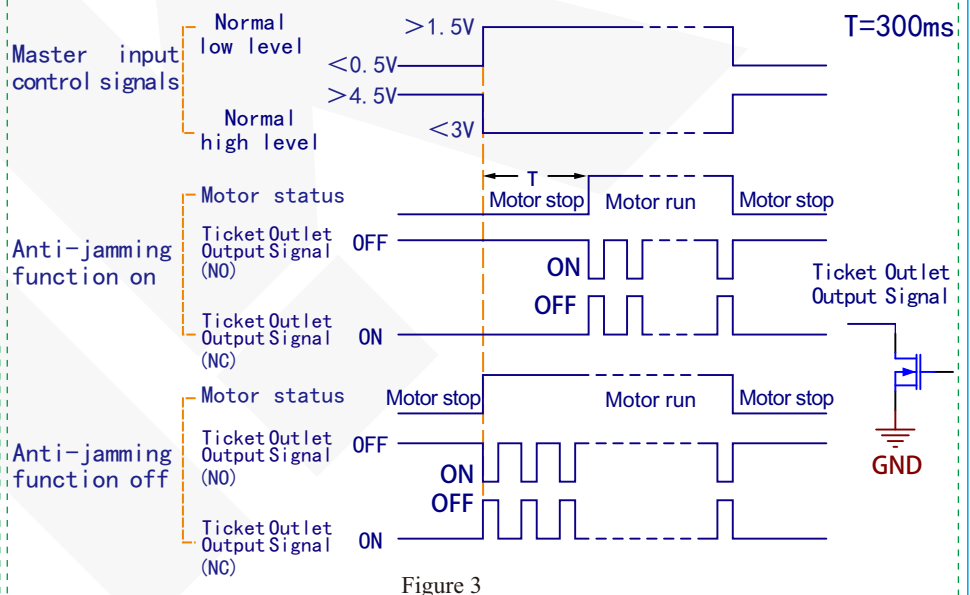 Normal
low level
>1.5V
T=300ms
Master input
control signals
<0.5V
>4.5V
Normal
high level
<3V
T
Motor status
Motor stop
Motor run
Motor stop
Anti-jamming
function on
Ticket Outlet
Output Signal
(NO)
OFF
ON
OFF
Ticket Outlet
Output Signal
(NC)
ON
Ticket Outlet
Output Signal
GND
Motor status
Motor stop
Motor run
Motor stop
Anti-jamming
function off
Ticket Outlet
Output Signal
(NO)
OFF
ON
OFF
Ticket Outlet
Output Signal
(NC)
ON
Figure 3